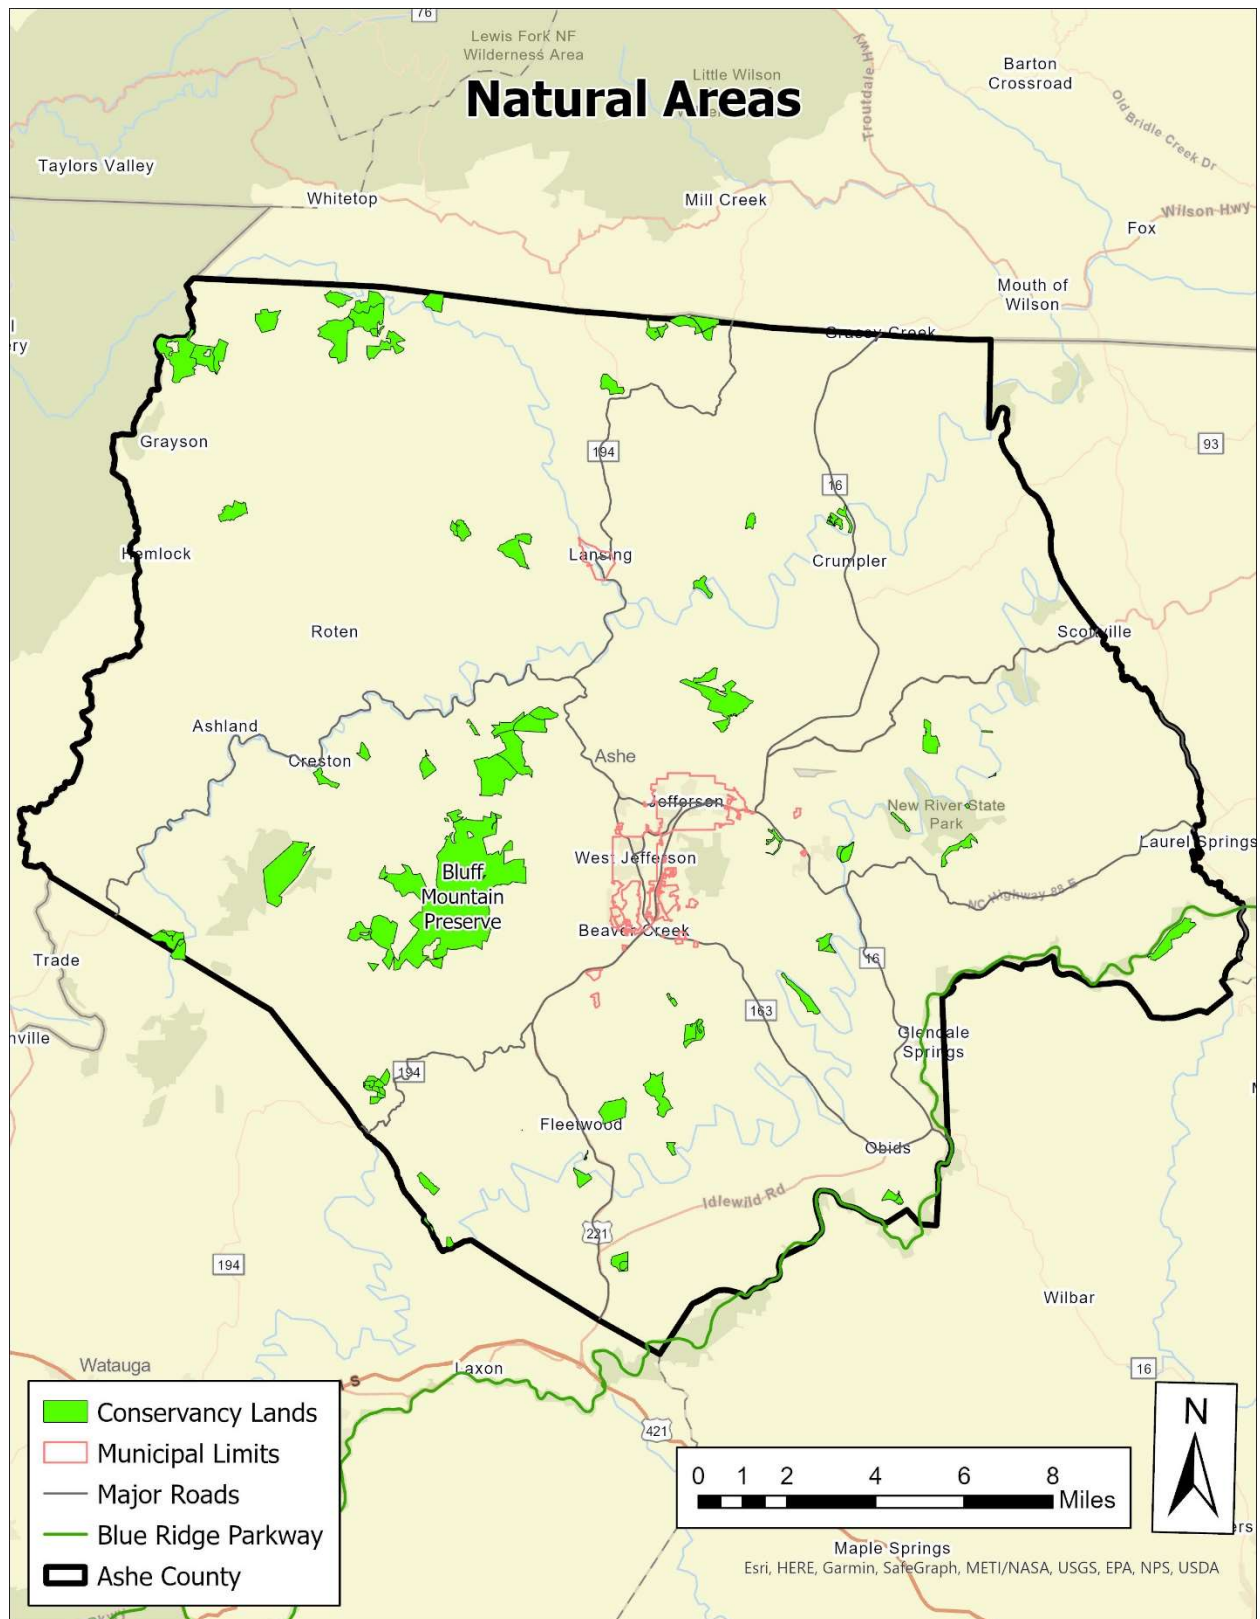 76
Lewis Fork NF
Wilderness Area
Little Wilson
Natural Areas
Barton
Crossroad
Troutdale Hwy
Old Bridle Creek Dr
Taylors Valley
Whitetop
Mill Creek
Wilson Hwy
Fox
Mouth of
Wilson
Grassy Creek
Grayson
194
93
16
Hemlock
Lansing
Crumpler
Roten
Scottville
Ashland
Creston
Ashe
Jefferson
New River State
Park
West Jefferson
Laurel Springs
Bluff
Mountain
Preserve
NC Highway 88 E
Beaver Creek
Trade
16
163
Glendale
Springs
194
Fleetwood
Obids
Idlewild Rd
221
194
Wilbar
Watauga
Laxon
16
S
421
Conservancy Lands
Municipal Limits
Major Roads
Blue Ridge Parkway
Ashe County
0 1 2 4 6 8
Miles
N
Maple Springs
Esri, HERE, Garmin, SafeGraph, METI/NASA, USGS, EPA, NPS, USDA